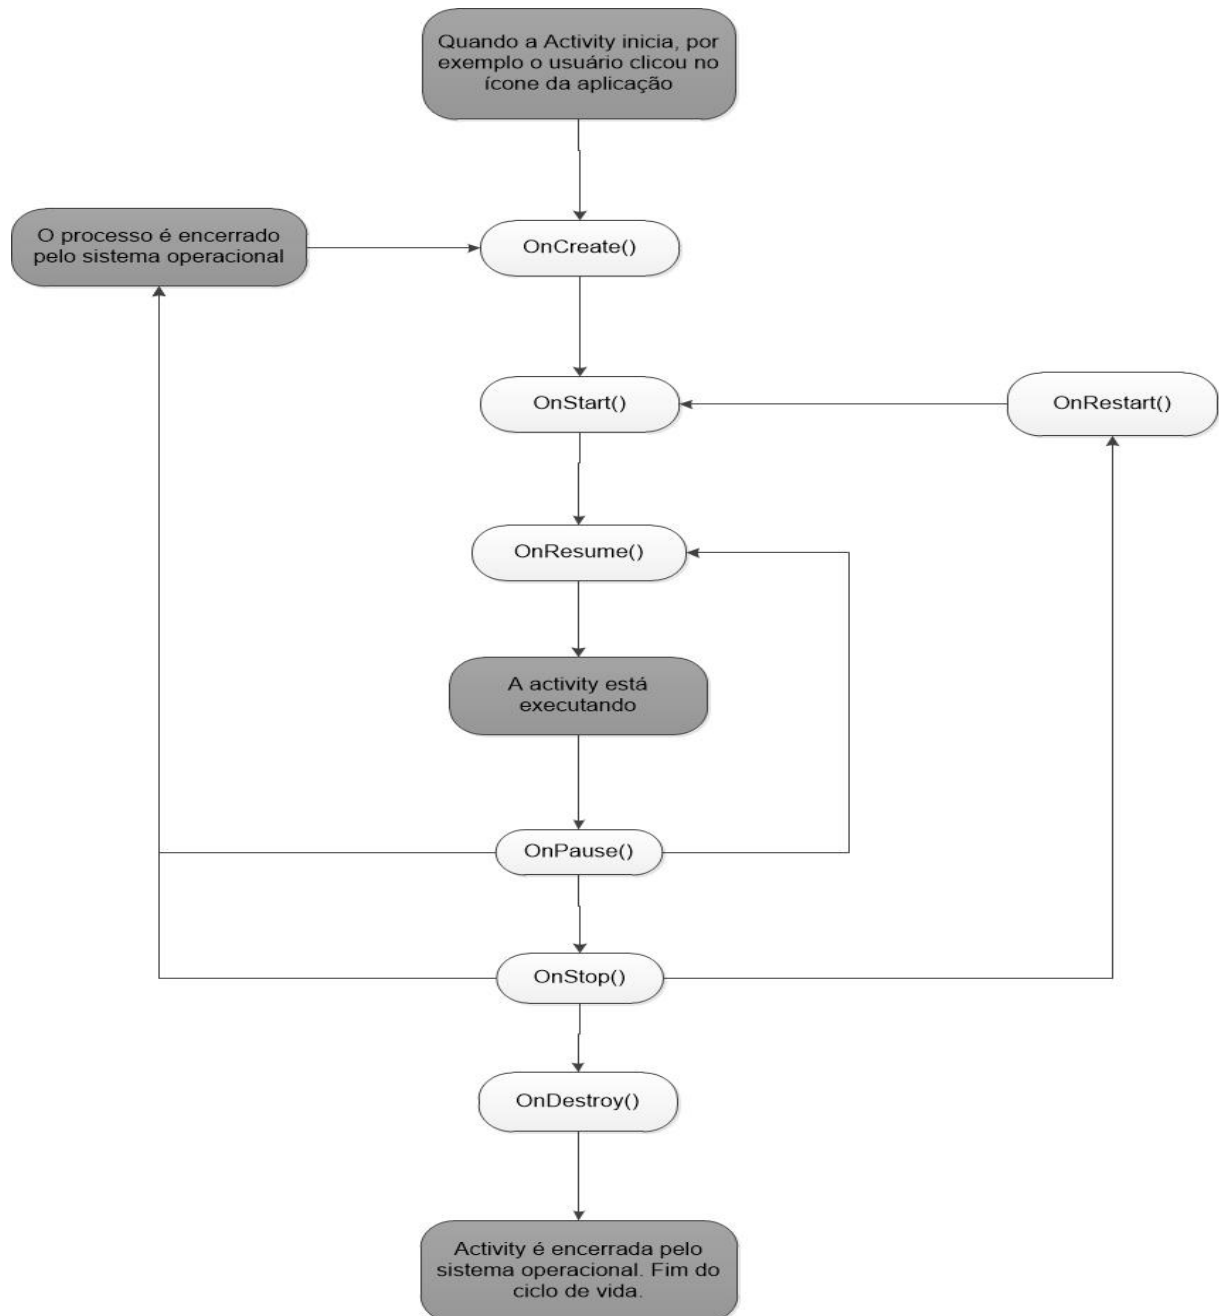 Quando a Activity inicia, por
exemplo o usuário clicou no
ícone da aplicação
O processo é encerrado
pelo sistema operacional
OnCreate()
OnStart()
OnRestart()
OnResume()
A activity está
executando
OnPause()
OnStop()
OnDestroy()
Activity é encerrada pelo
sistema operacional. Fim do
ciclo de vida.